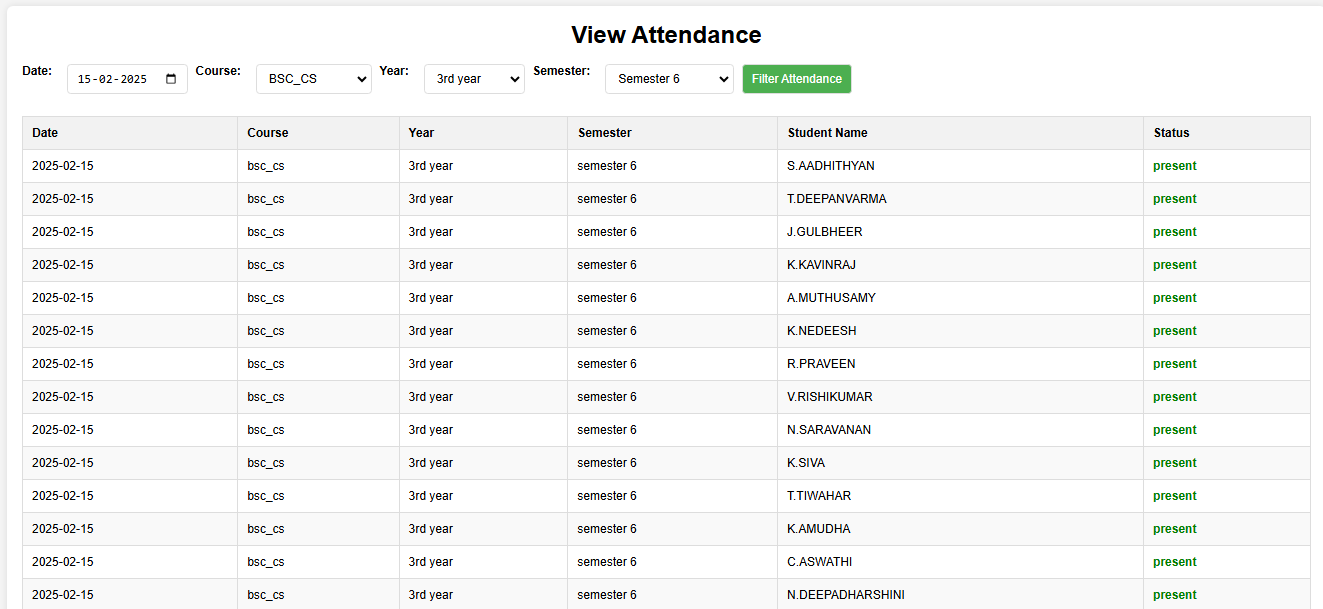 View Attendance
Date: 15-02-2025 Course: BSC_CS Year: 3rd year Semester: Semester 6 Filter Attendance
Date Course Year Semester Student Name Status
2025-02-15 bsc_cs 3rd year semester 6 S.AADHITHYAN present
2025-02-15 bsc_cs 3rd year semester 6 T.DEEPANVARMA present
2025-02-15 bsc_cs 3rd year semester 6 J.GULBHEER present
2025-02-15 bsc_cs 3rd year semester 6 K.KAVINRAJ present
2025-02-15 bsc_cs 3rd year semester 6 A.MUTHUSAMY present
2025-02-15 bsc_cs 3rd year semester 6 K.NEDEESH present
2025-02-15 bsc_cs 3rd year semester 6 R.PRAVEEN present
2025-02-15 bsc_cs 3rd year semester 6 V.RISHIKUMAR present
2025-02-15 bsc_cs 3rd year semester 6 N.SARAVANAN present
2025-02-15 bsc_cs 3rd year semester 6 K.SIVA present
2025-02-15 bsc_cs 3rd year semester 6 T.TIWAHAR present
2025-02-15 bsc_cs 3rd year semester 6 K.AMUDHA present
2025-02-15 bsc_cs 3rd year semester 6 C.ASWATHI present
2025-02-15 bsc_cs 3rd year semester 6 N.DEEPADHARSHINI present